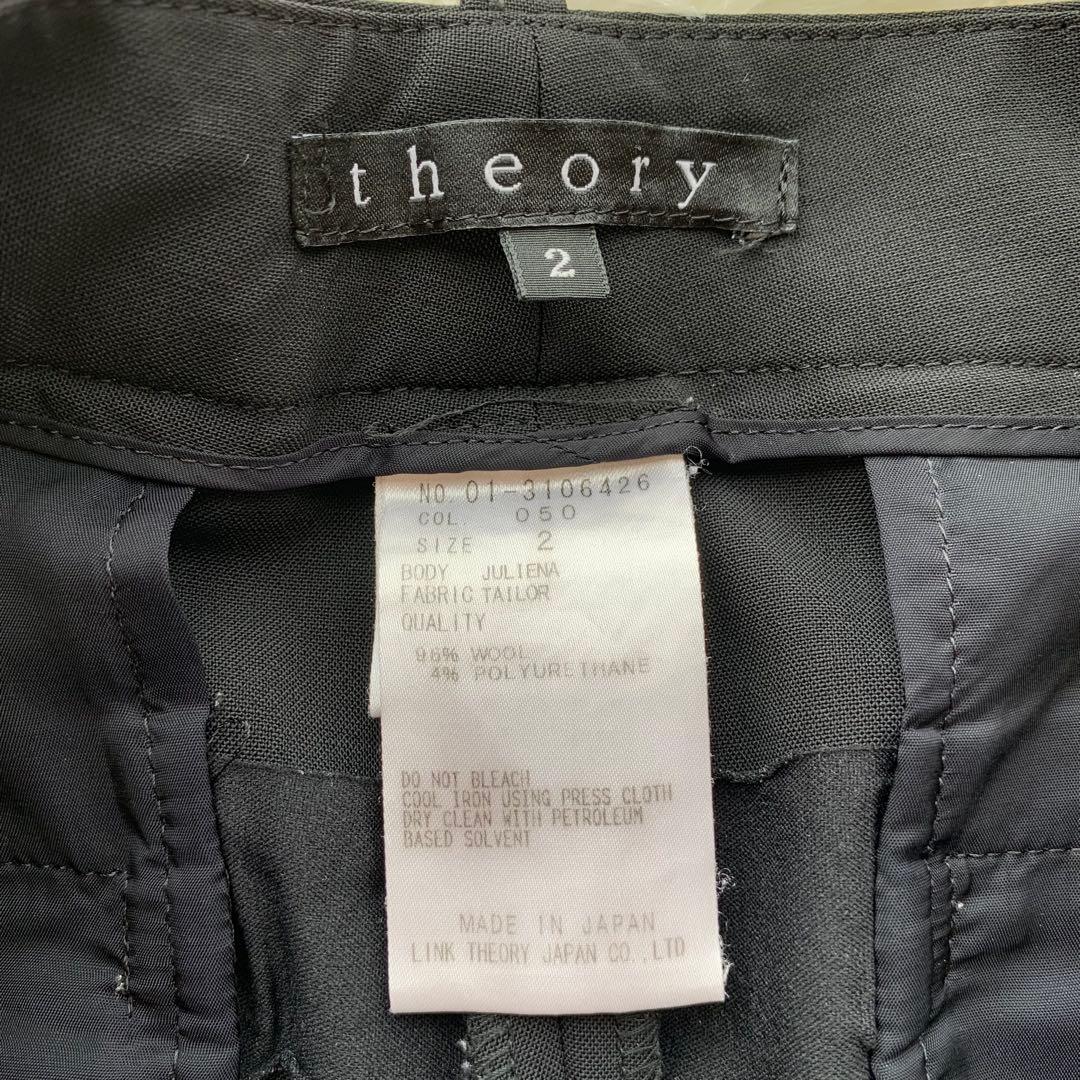 theory
2
NO. 01-3106426
COL. 050
SIZE 2
BODY JULIENA
FABRIC TAILOR
QUALITY
96% WOOL
4% POLYURETHANE
DO NOT BLEACH
COOL IRON USING PRESS CLOTH
DRY CLEAN WITH PETROLEUM
BASED SOLVENT
MADE IN JAPAN
LINK THEORY JAPAN CO.,LTD